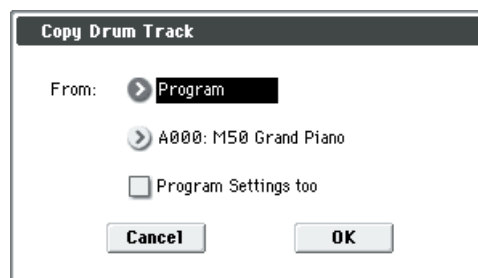 Copy Drum Track
From: Program
A000: M50 Grand Piano
Program Settings too
Cancel OK